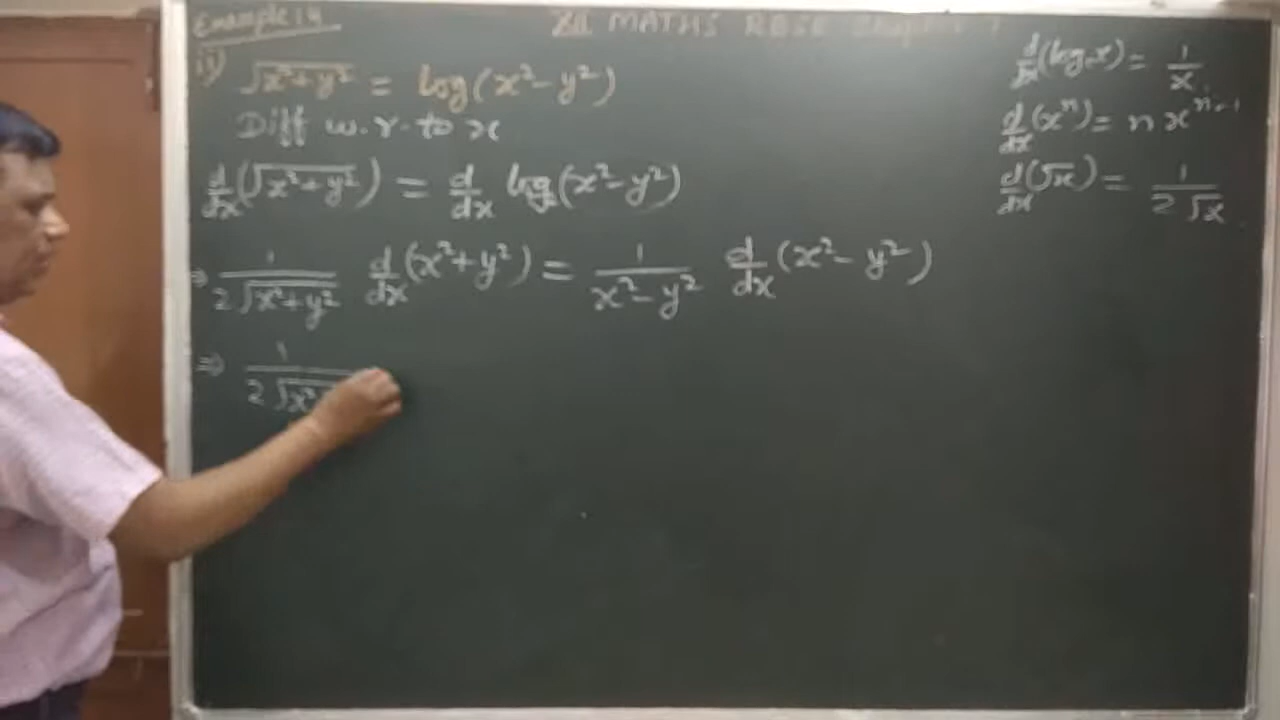 Example 14
XII MATHS RBSE Chapter 7
ii) √x²+y² = log(x²-y²)
Diff w.r.to x
d/dx(√x²+y²) = d/dx log(x²-y²)
⇒ 1/2√x²+y² d/dx(x²+y²) = 1/x²-y² d/dx(x²-y²)
⇒ 1/2√x²
d/dx(log x) = 1/x
d/dx(xⁿ) = n xⁿ⁻¹
d/dx(√x) = 1/2√x